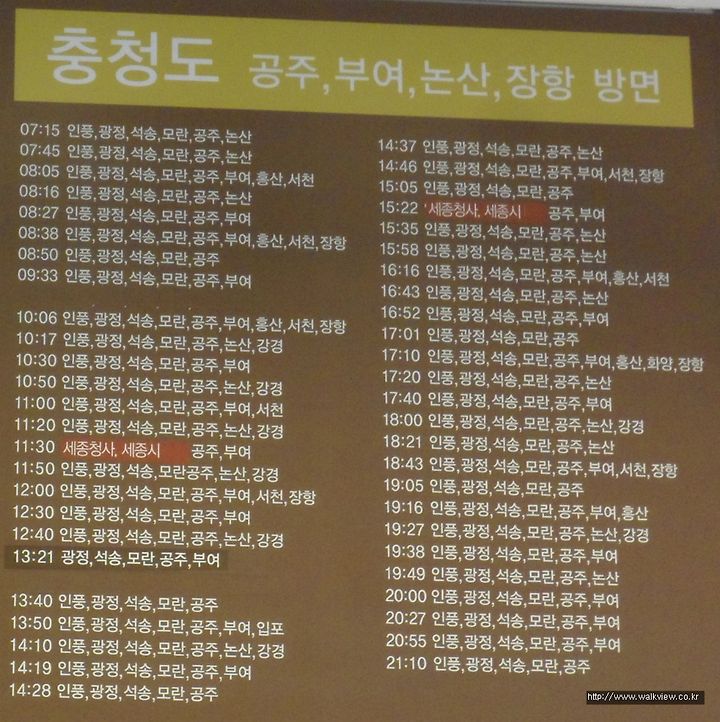 충청도 공주,부여,논산,장항 방면
07:15 인풍,광정,석송,모란,공주,논산
07:45 인풍,광정,석송,모란,공주,논산
08:05 인풍,광정,석송,모란,공주,부여,홍산,서천
08:16 인풍,광정,석송,모란,공주,논산
08:27 인풍,광정,석송,모란,공주,부여
08:38 인풍,광정,석송,모란,공주,부여,홍산,서천,장항
08:50 인풍,광정,석송,모란,공주
09:33 인풍,광정,석송,모란,공주,부여
10:06 인풍,광정,석송,모란,공주,부여,홍산,서천,장항
10:17 인풍,광정,석송,모란,공주,논산,강경
10:30 인풍,광정,석송,모란,공주,부여
10:50 인풍,광정,석송,모란,공주,논산,강경
11:00 인풍,광정,석송,모란,공주,부여,서천
11:20 인풍,광정,석송,모란,공주,논산,강경
11:30 세종청사, 세종시 공주,부여
11:50 인풍,광정,석송,모란공주,논산,강경
12:00 인풍,광정,석송,모란,공주,부여,서천,장항
12:30 인풍,광정,석송,모란,공주,부여
12:40 인풍,광정,석송,모란,공주,논산,강경
13:21 광정,석송,모란,공주,부여
13:40 인풍,광정,석송,모란,공주
13:50 인풍,광정,석송,모란,공주,부여,입포
14:10 인풍,광정,석송,모란,공주,논산,강경
14:19 인풍,광정,석송,모란,공주,부여
14:28 인풍,광정,석송,모란,공주
14:37 인풍,광정,석송,모란,공주,논산
14:46 인풍,광정,석송,모란,공주,부여,서천,장항
15:05 인풍,광정,석송,모란,공주
15:22 세종청사, 세종시 공주,부여
15:35 인풍,광정,석송,모란,공주,논산
15:58 인풍,광정,석송,모란,공주,논산
16:16 인풍,광정,석송,모란,공주,부여,홍산,서천
16:43 인풍,광정,석송,모란,공주,논산
16:52 인풍,광정,석송,모란,공주,부여
17:01 인풍,광정,석송,모란,공주
17:10 인풍,광정,석송,모란,공주,부여,홍산,화양,장항
17:20 인풍,광정,석송,모란,공주,논산
17:40 인풍,광정,석송,모란,공주,부여
18:00 인풍,광정,석송,모란,공주,논산,강경
18:21 인풍,광정,석송,모란,공주,논산
18:43 인풍,광정,석송,모란,공주,부여,서천,장항
19:05 인풍,광정,석송,모란,공주
19:16 인풍,광정,석송,모란,공주,부여,홍산
19:27 인풍,광정,석송,모란,공주,논산,강경
19:38 인풍,광정,석송,모란,공주,부여
19:49 인풍,광정,석송,모란,공주,논산
20:00 인풍,광정,석송,모란,공주,부여
20:27 인풍,광정,석송,모란,공주,부여
20:55 인풍,광정,석송,모란,공주,부여
21:10 인풍,광정,석송,모란,공주
http://www.walkview.co.kr